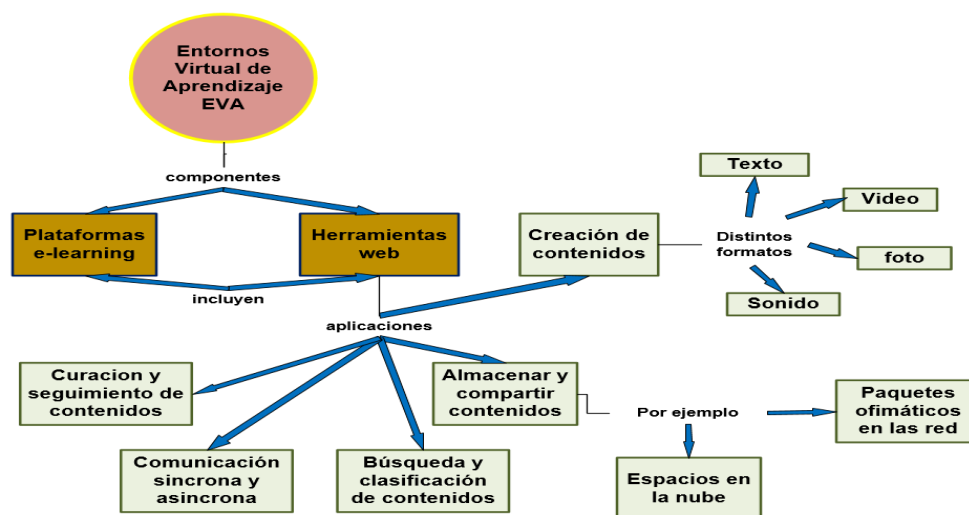 Entornos
Virtual de
Aprendizaje
EVA
componentes
Plataformas
e-learning
Herramientas
web
incluyen
aplicaciones
Creación de
contenidos
Distintos
formatos
Texto
Video
foto
Sonido
Curacion y
seguimiento de
contenidos
Comunicación
sincrona y
asincrona
Búsqueda y
clasificación
de contenidos
Almacenar y
compartir
contenidos
Por ejemplo
Espacios en
la nube
Paquetes
ofimáticos
en las red